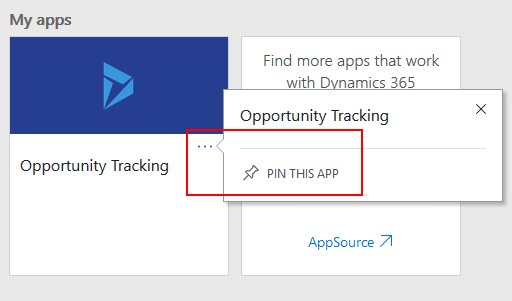 My apps
Opportunity Tracking
...
Find more apps that work
with Dynamics 365
Opportunity Tracking
PIN THIS APP
AppSource